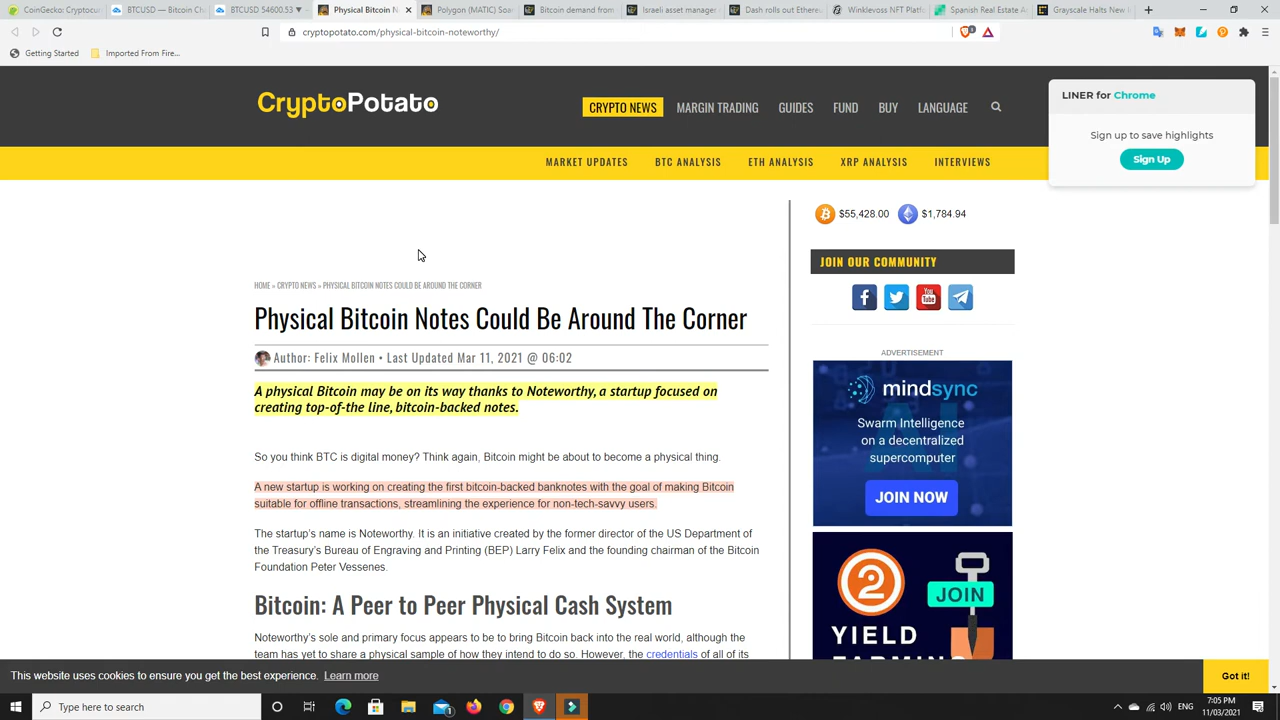 CoinGecko: Cryptocu
BTCUSD — Bitcoin Ch
BTCUSD 54600.53 ▼
Physical Bitcoin N
Polygon (MATIC) Soa
Bitcoin demand from
Israeli asset manager
Dash rolls out Ethere
Winklevoss NFT Platf
Spanish Real Estate A
Grayscale Halts New I
cryptopotato.com/physical-bitcoin-noteworthy/
Getting Started
Imported From Fire...
CryptoPotato
CRYPTO NEWS
MARGIN TRADING
GUIDES
FUND
BUY
LANGUAGE
LINER for Chrome
Sign up to save highlights
Sign Up
MARKET UPDATES
BTC ANALYSIS
ETH ANALYSIS
XRP ANALYSIS
INTERVIEWS
$55,428.00
$1,784.94
JOIN OUR COMMUNITY
HOME » CRYPTO NEWS » PHYSICAL BITCOIN NOTES COULD BE AROUND THE CORNER
Physical Bitcoin Notes Could Be Around The Corner
Author: Felix Mollen • Last Updated Mar 11, 2021 @ 06:02
A physical Bitcoin may be on its way thanks to Noteworthy, a startup focused on
creating top-of-the line, bitcoin-backed notes.
So you think BTC is digital money? Think again, Bitcoin might be about to become a physical thing.
A new startup is working on creating the first bitcoin-backed banknotes with the goal of making Bitcoin
suitable for offline transactions, streamlining the experience for non-tech-savvy users.
The startup's name is Noteworthy. It is an initiative created by the former director of the US Department of
the Treasury's Bureau of Engraving and Printing (BEP) Larry Felix and the founding chairman of the Bitcoin
Foundation Peter Vessenes.
Bitcoin: A Peer to Peer Physical Cash System
Noteworthy's sole and primary focus appears to be to bring Bitcoin back into the real world, although the
team has yet to share a physical sample of how they intend to do so. However, the credentials of all of its
You Tube
ADVERTISEMENT
mindsync
Swarm Intelligence
on a decentralized
supercomputer
JOIN NOW
2
JOIN
YIELD
FARMING
This website uses cookies to ensure you get the best experience. Learn more
Got it!
Type here to search
ENG
7:05 PM
11/03/2021